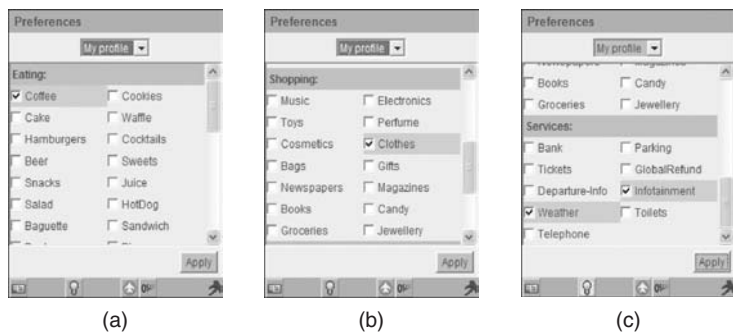 Preferences
My profile
Eating:
Coffee Cookies
Cake Waffle
Hamburgers Cocktails
Beer Sweets
Snacks Juice
Salad HotDog
Baguette Sandwich
Apply
(a)
Preferences
My profile
Shopping:
Music Electronics
Toys Perfume
Cosmetics Clothes
Bags Gifts
Newspapers Magazines
Books Candy
Groceries Jewellery
Apply
(b)
Preferences
My profile
Newspapers Magazines
Books Candy
Groceries Jewellery
Services:
Bank Parking
Tickets GlobalRefund
Departure-Info Infotainment
Weather Toilets
Telephone
Apply
(c)